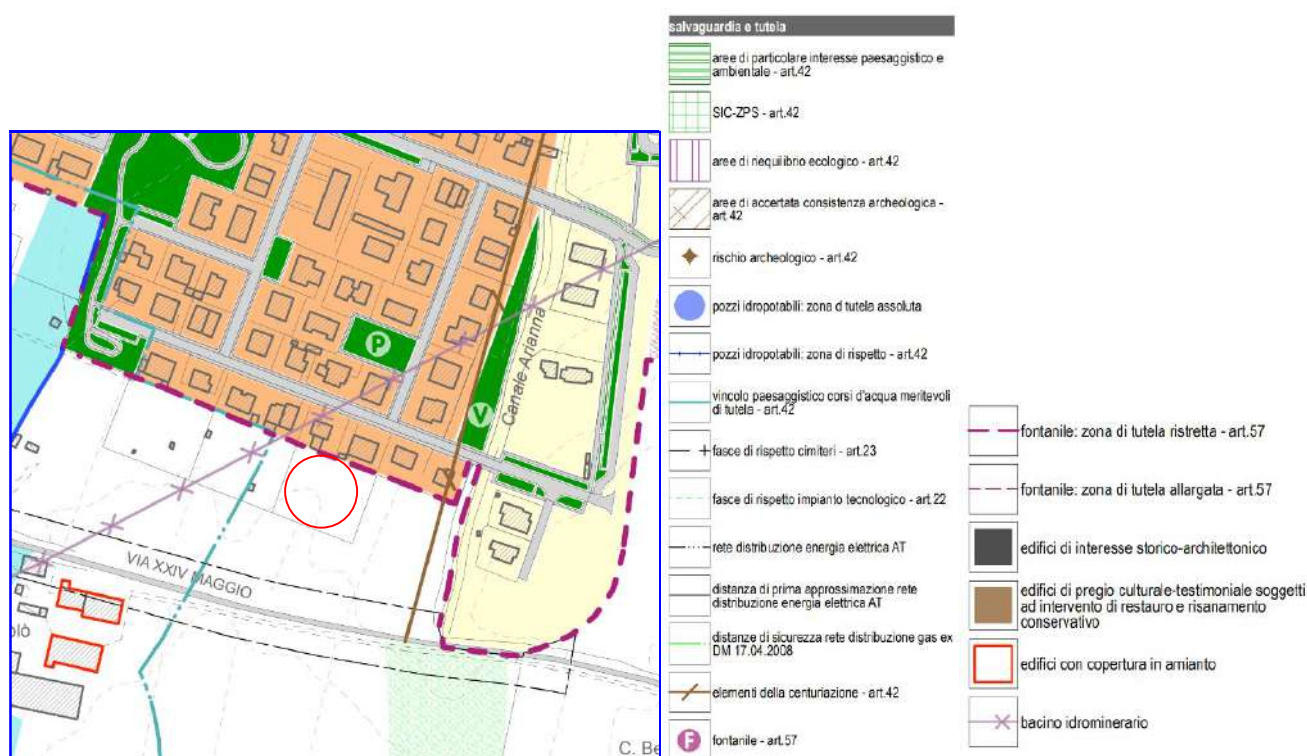 salvaguardia e tutela
aree di particolare interesse paesaggistico e
ambientale - art.42
SIC-ZPS - art.42
aree di riequilibrio ecologico - art.42
aree di accertata consistenza archeologica -
art 42
rischio archeologico - art.42
pozzi idropotabili: zona d tutela assoluta
pozzi idropotabili: zona di rispetto - art.42
vincolo paesaggistico corsi d'acqua meritevoli
di tutela - art.42
fasce di rispetto cimiteri - art.23
fasce di rispetto impianto tecnologico - art.22
rete distribuzione energia elettrica AT
distanza di prima approssimazione rete
distribuzione energia elettrica AT
distanze di sicurezza rete distribuzione gas ex
DM 17.04.2008
elementi della centuriazione - art.42
F
fontanile - art.57
fontanile: zona di tutela ristretta - art.57
fontanile: zona di tutela allargata - art.57
edifici di interesse storico-architettonico
edifici di pregio culturale-testimoniale soggetti
ad intervento di restauro e risanamento
conservativo
edifici con copertura in amianto
bacino idrominerario
P
V
Canale Arianna
VIA XXIV MAGGIO
olò
C. Be